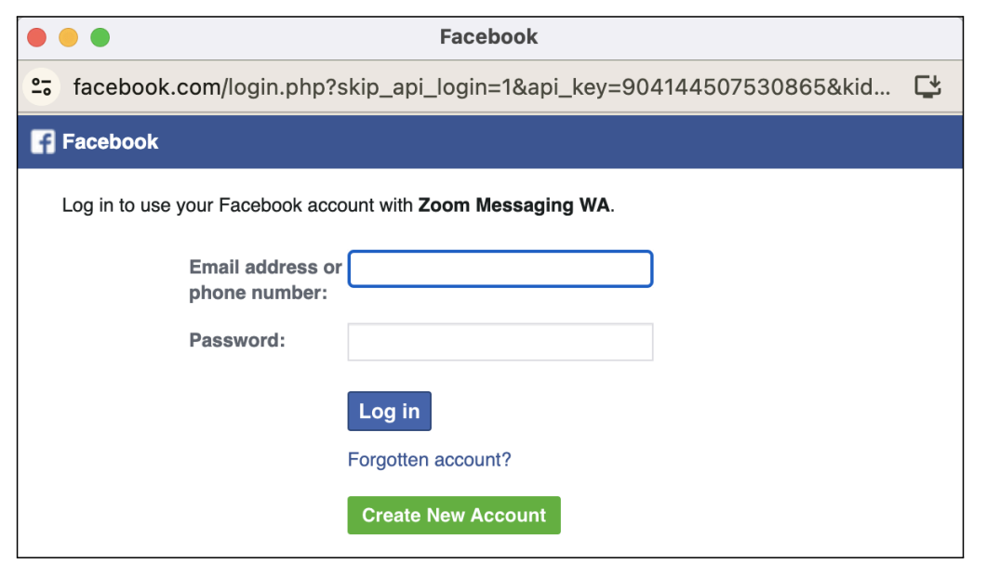 Facebook
facebook.com/login.php?skip_api_login=1&api_key=904144507530865&kid...
Facebook
Log in to use your Facebook account with Zoom Messaging WA.
Email address or
phone number:
Password:
Log in
Forgotten account?
Create New Account